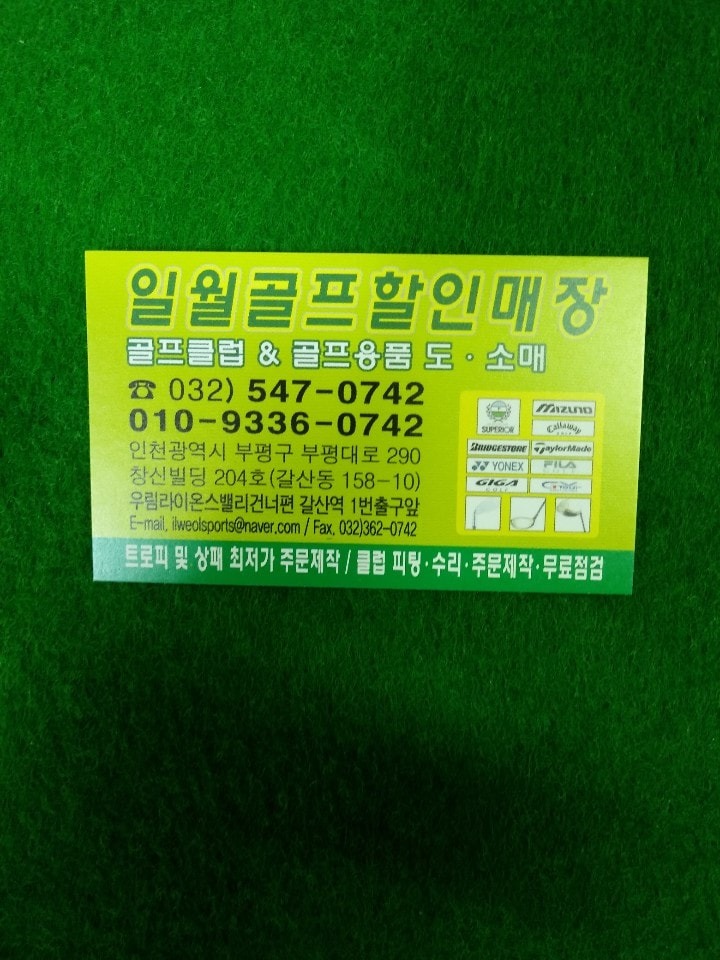 일월골프할인매장
골프클럽 & 골프용품 도·소매
☎ 032) 547-0742
010-9336-0742
인천광역시 부평구 부평대로 290
창신빌딩 204호(갈산동 158-10)
우림라이온스밸리건너편 갈산역 1번출구앞
E-mail, ilweolsports@naver.com / Fax, 032)362-0742
SUPERIOR
MIZUNO
Callaway
BRIDGESTONE
TaylorMade
YONEX
FILA
GIGA
트로피 및 상패 최저가 주문제작 / 클럽 피팅·수리·주문제작·무료점검